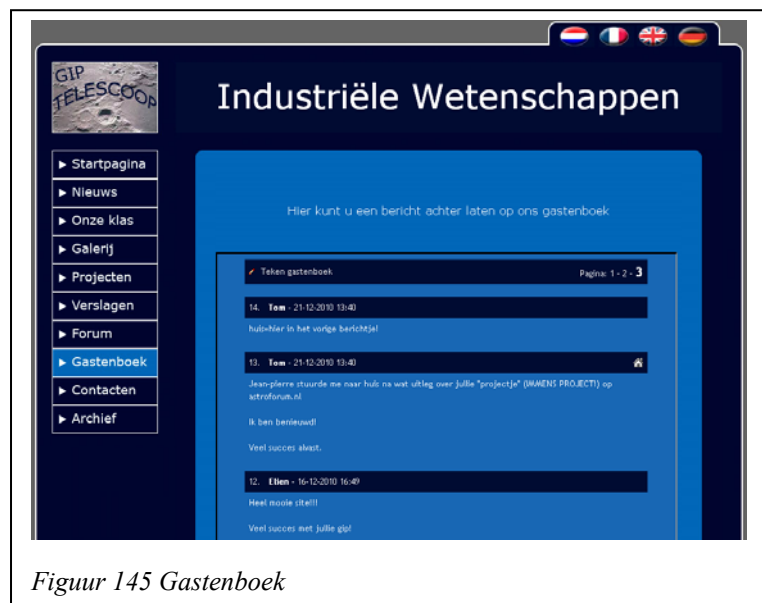 GIP
TELESCOOP
Industriële Wetenschappen
► Startpagina
► Nieuws
► Onze klas
► Galerij
► Projecten
► Verslagen
► Forum
► Gastenboek
► Contacten
► Archief
Hier kunt u een bericht achter laten op ons gastenboek
Teken gastenboek Pagina: 1 - 2 - 3
14. Tom - 21-12-2010 13:40
huis=hier in het vorige berichtje!
13. Tom - 21-12-2010 13:40
Jean-pierre stuurde me naar huis na wat uitleg over jullie "projectje" (IMMENS PROJECT!) op
astroforum.nl
Ik ben benieuwd!
Veel succes alvast.
12. Etien - 16-12-2010 16:49
Heel mooie site!!!
Veel succes met jullie gip!
Figuur 145 Gastenboek